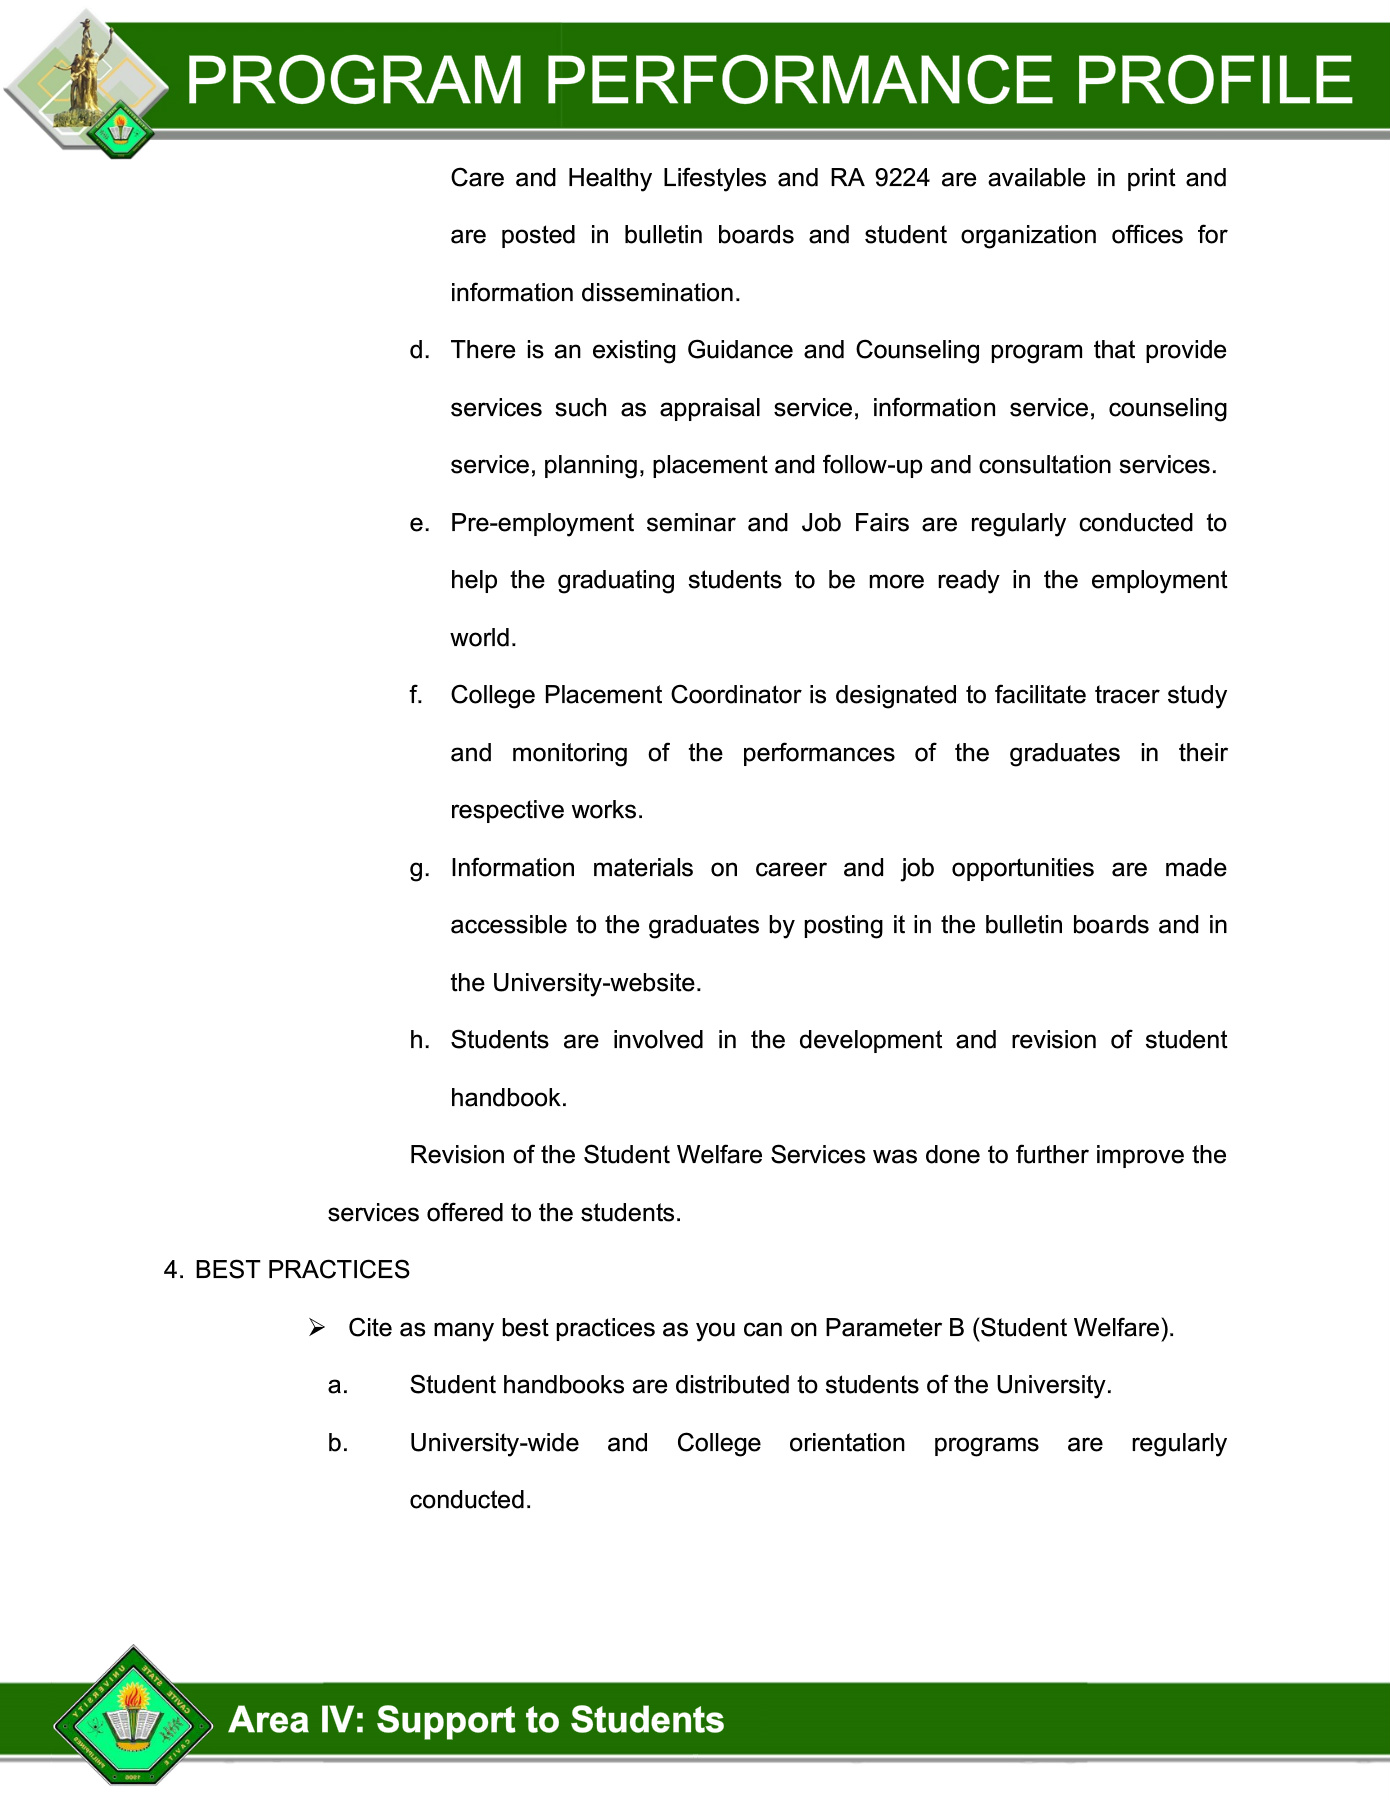 PROGRAM PERFORMANCE PROFILE
Care and Healthy Lifestyles and RA 9224 are available in print and
are posted in bulletin boards and student organization offices for
information dissemination.
d. There is an existing Guidance and Counseling program that provide
services such as appraisal service, information service, counseling
service, planning, placement and follow-up and consultation services.
e. Pre-employment seminar and Job Fairs are regularly conducted to
help the graduating students to be more ready in the employment
world.
f. College Placement Coordinator is designated to facilitate tracer study
and monitoring of the performances of the graduates in their
respective works.
g. Information materials on career and job opportunities are made
accessible to the graduates by posting it in the bulletin boards and in
the University-website.
h. Students are involved in the development and revision of student
handbook.
Revision of the Student Welfare Services was done to further improve the
services offered to the students.
4. BEST PRACTICES
➢ Cite as many best practices as you can on Parameter B (Student Welfare).
a. Student handbooks are distributed to students of the University.
b. University-wide and College orientation programs are regularly
conducted.
CAVITE STATE UNIVERSITY
CAVITE PHILIPPINES
Area IV: Support to Students